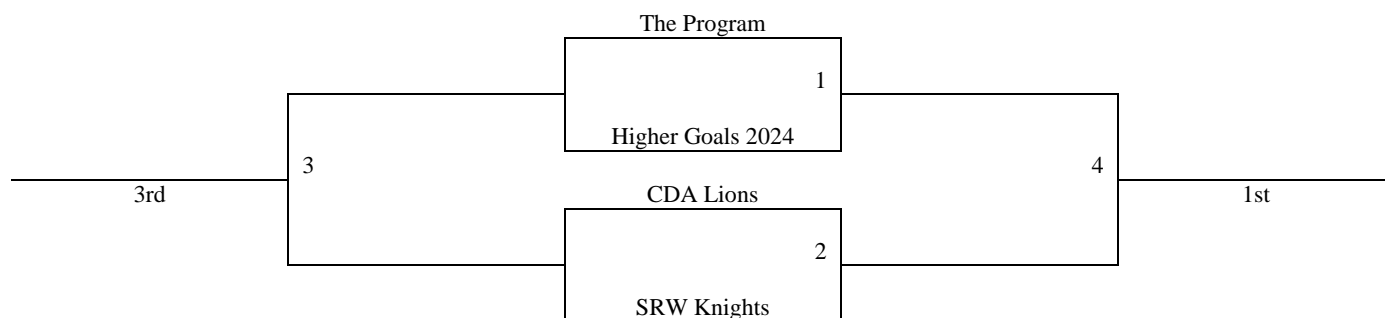 The Program
1
Higher Goals 2024
3
4
3rd
CDA Lions
1st
2
SRW Knights